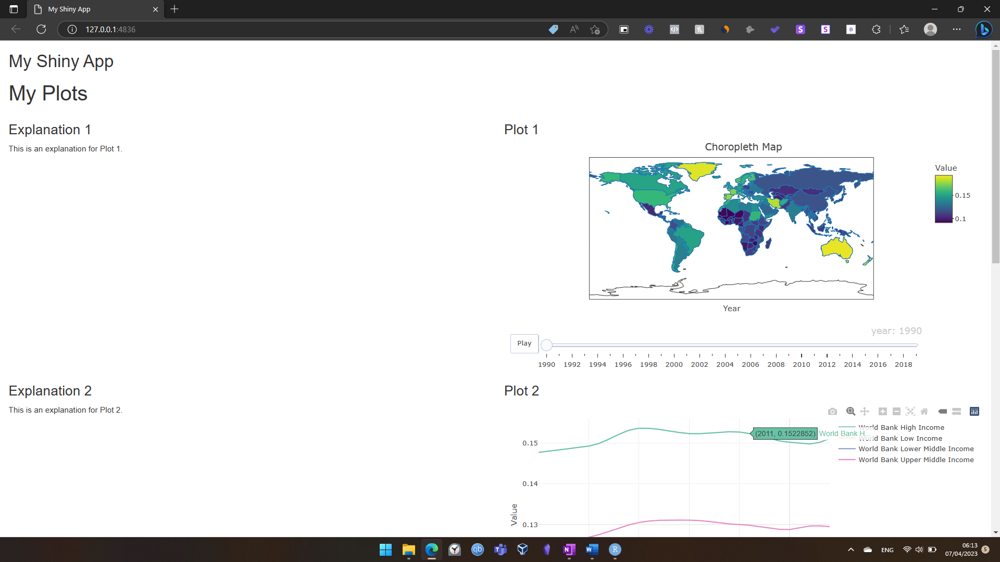 My Shiny App
127.0.0.1:4836
My Shiny App
My Plots
Explanation 1
This is an explanation for Plot 1.
Plot 1
Choropleth Map
Value
0.15
0.1
Year
year: 1990
Play
1990 1992 1994 1996 1998 2000 2002 2004 2006 2008 2010 2012 2014 2016 2018
Explanation 2
This is an explanation for Plot 2.
Plot 2
World Bank High Income
(2011, 0.1522852) World Bank H...
World Bank Low Income
World Bank Lower Middle Income
World Bank Upper Middle Income
0.15
0.14
0.13
Value
ENG
06:13
07/04/2023
5